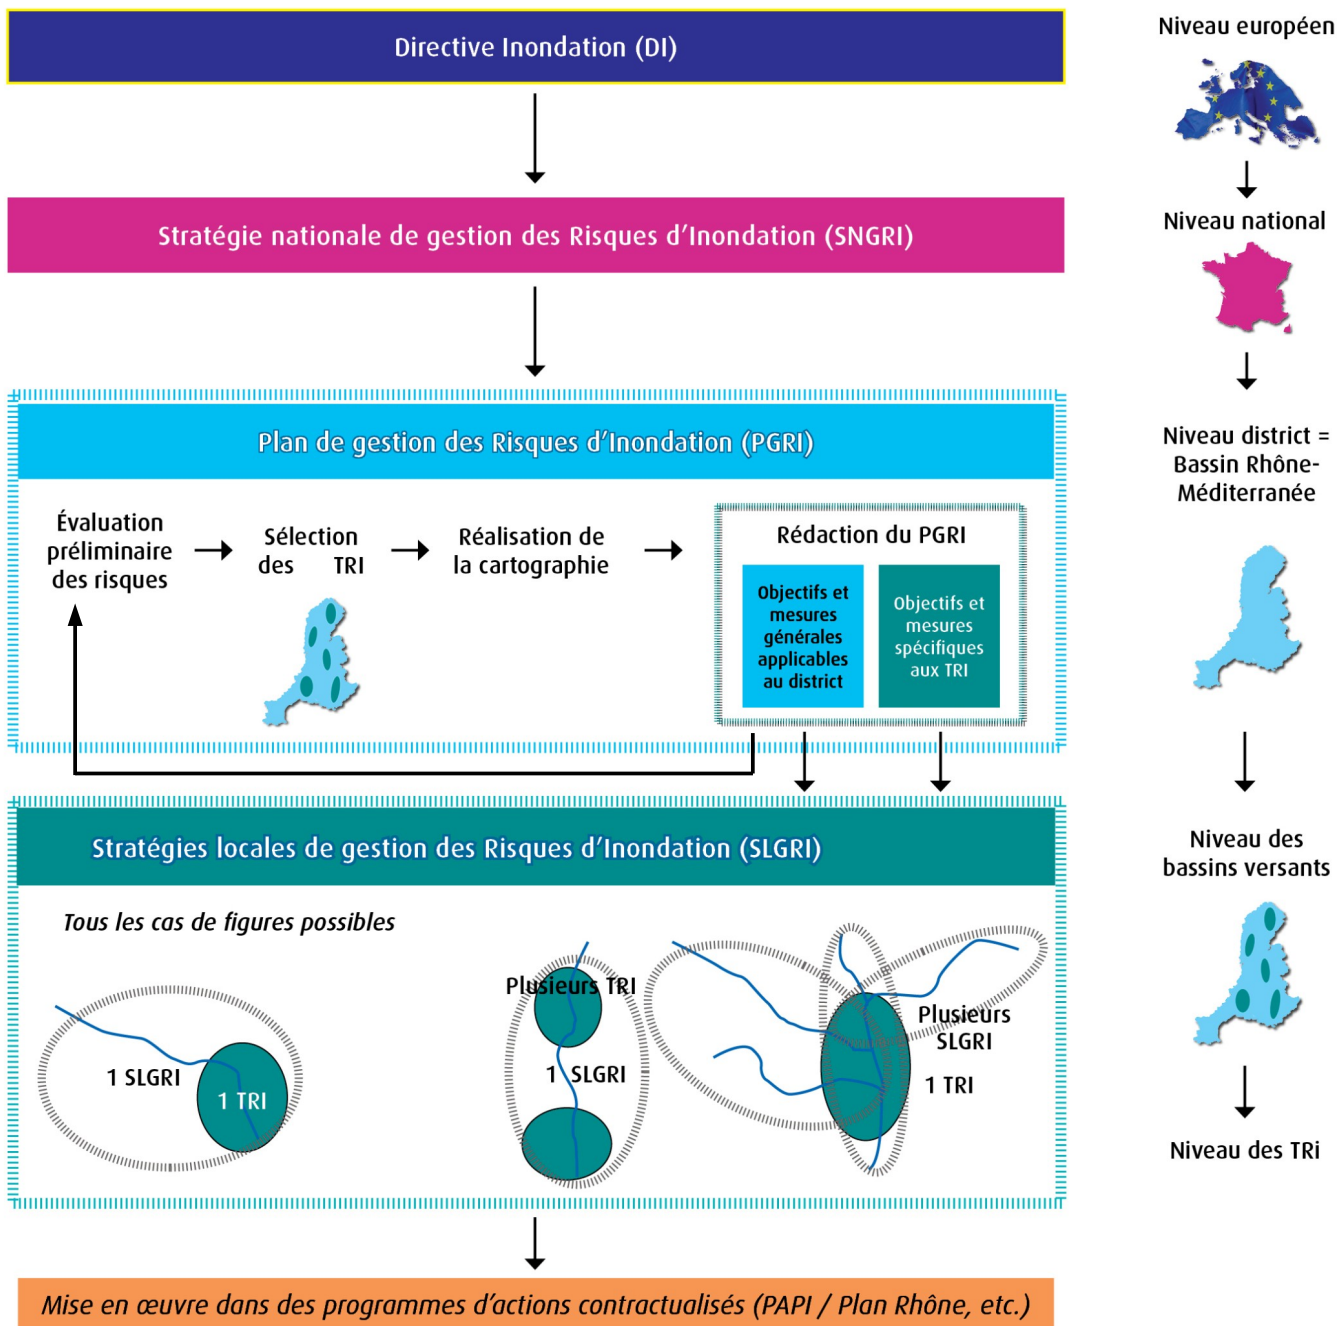 Directive Inondation (DI)
Niveau européen
Stratégie nationale de gestion des Risques d'Inondation (SNGRI)
Niveau national
Plan de gestion des Risques d'Inondation (PGRI)
Niveau district =
Bassin Rhône-
Méditerranée
Évaluation
préliminaire
des risques
Sélection
des TRI
Réalisation de
la cartographie
Rédaction du PGRI
Objectifs et
mesures
générales
applicables
au district
Objectifs et
mesures
spécifiques
aux TRI
Stratégies locales de gestion des Risques d'Inondation (SLGRI)
Niveau des
bassins versants
Tous les cas de figures possibles
1 SLGRI
1 TRI
Plusieurs TRI
1 SLGRI
Plusieurs
SLGRI
1 TRI
Niveau des TRi
Mise en œuvre dans des programmes d'actions contractualisés (PAPI / Plan Rhône, etc.)